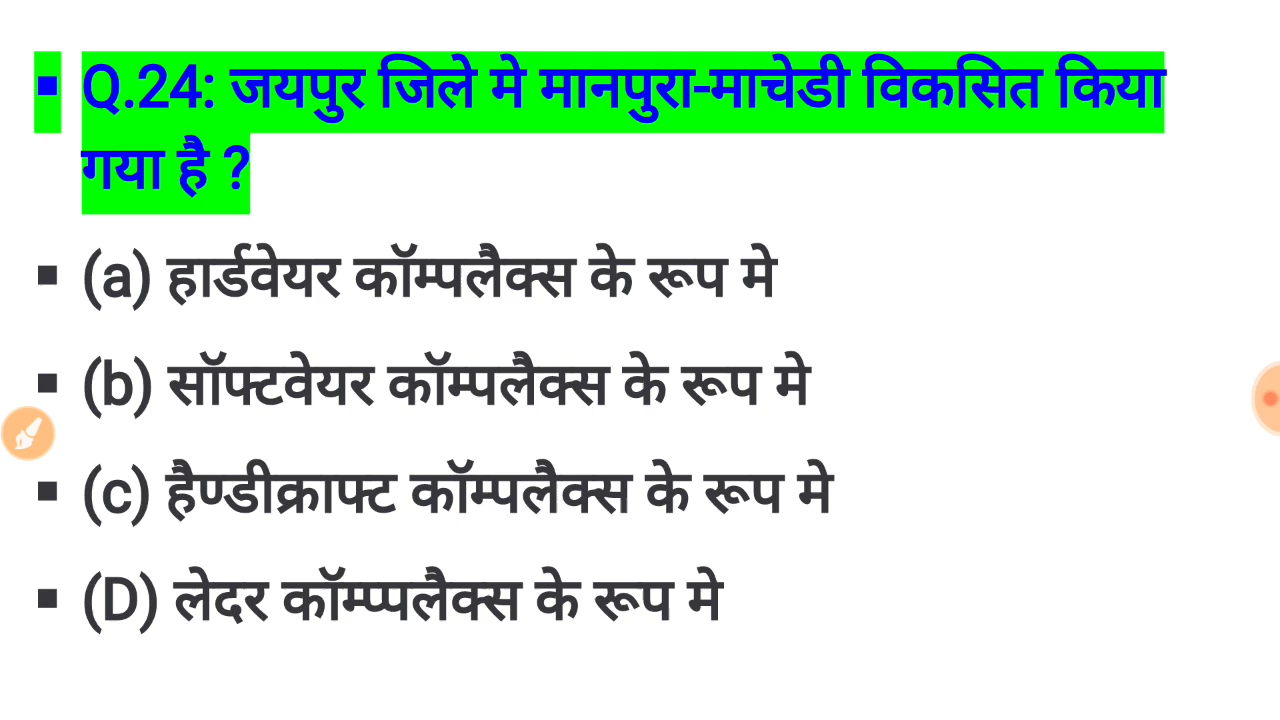 ▪ Q.24: जयपुर जिले मे मानपुरा-माचेडी विकसित किया
गया है ?
▪ (a) हार्डवेयर कॉम्पलैक्स के रूप मे
▪ (b) सॉफ्टवेयर कॉम्पलैक्स के रूप मे
▪ (c) हैण्डीक्राफ्ट कॉम्पलैक्स के रूप मे
▪ (D) लेदर कॉम्प्पलैक्स के रूप मे